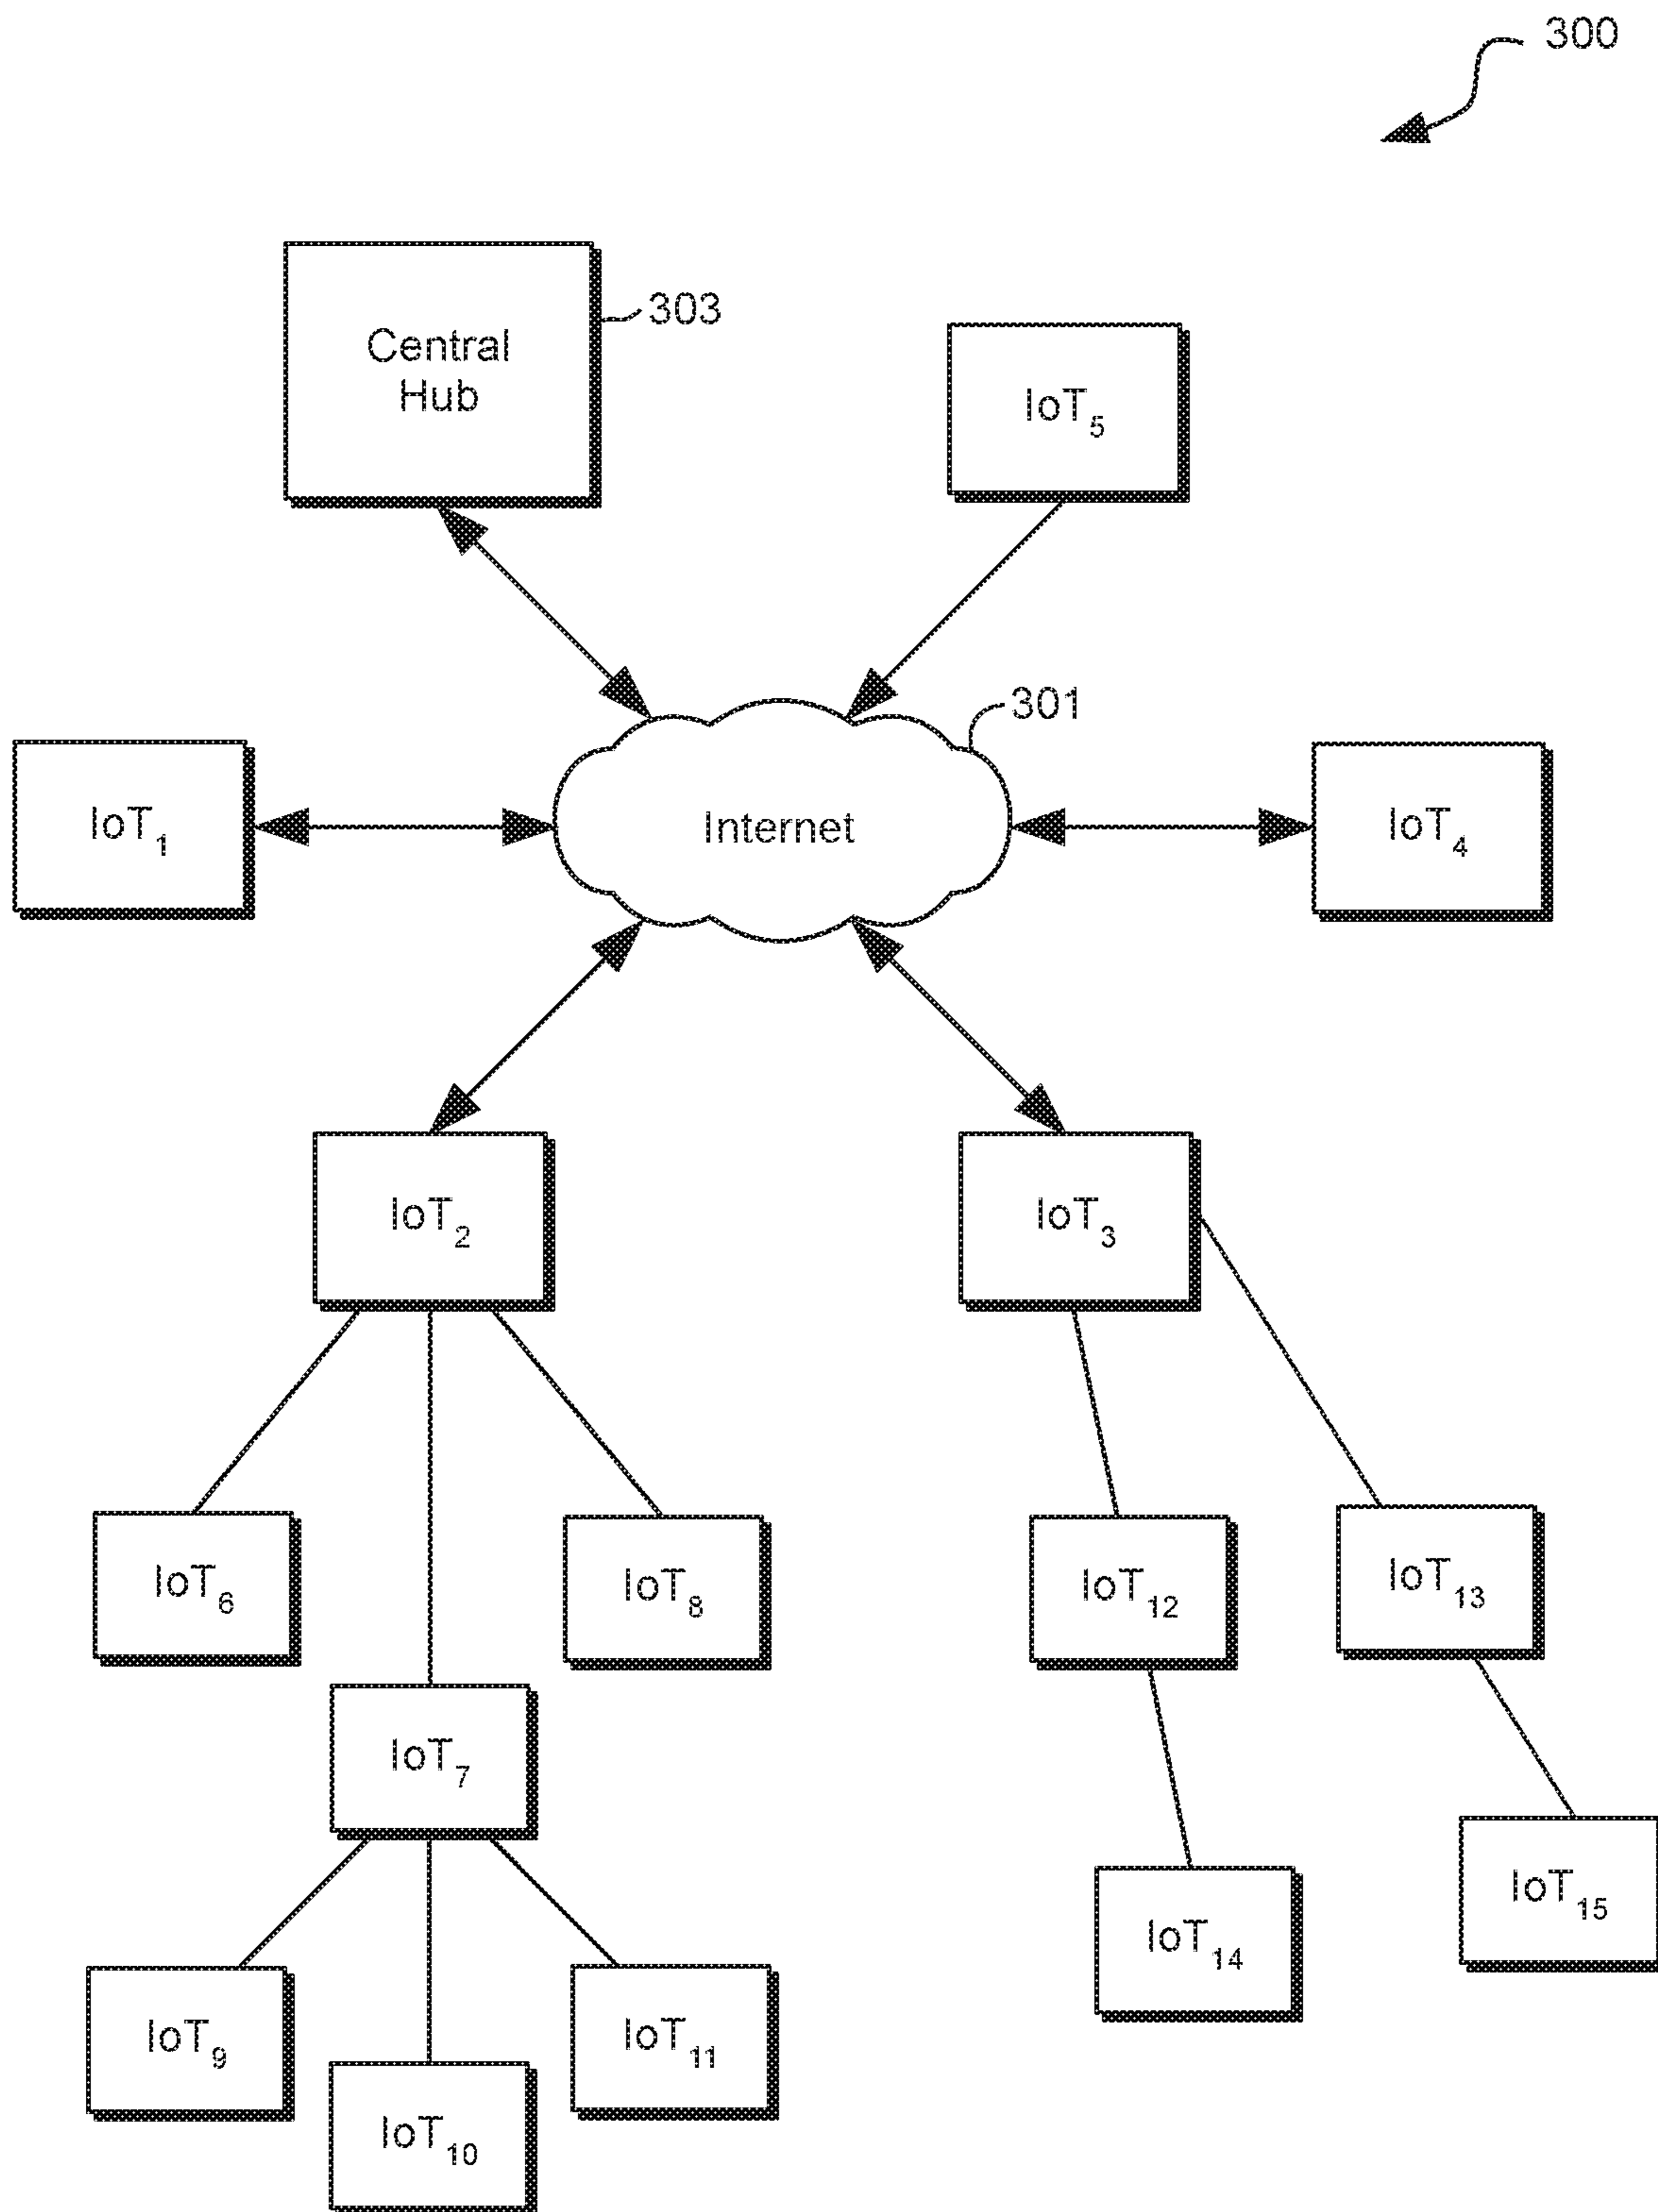 300
303
Central
Hub
IoT5
301
IoT1
Internet
IoT4
IoT2
IoT3
IoT6
IoT8
IoT12
IoT13
IoT7
IoT15
IoT14
IoT9
IoT11
IoT10